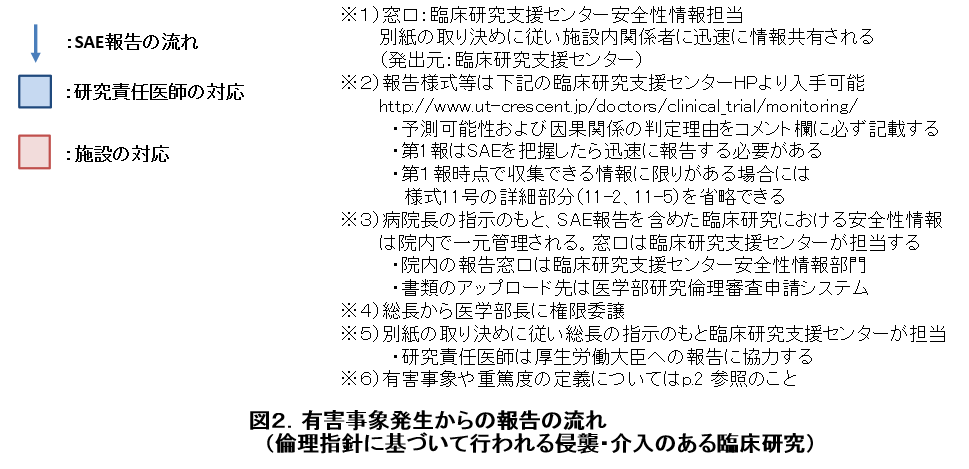 ：SAE報告の流れ
：研究責任医師の対応
：施設の対応
※１）窓口：臨床研究支援センター安全性情報担当
別紙の取り決めに従い施設内関係者に迅速に情報共有される
（発出元：臨床研究支援センター）
※２）報告様式等は下記の臨床研究支援センターHPより入手可能
http://www.ut-crescent.jp/doctors/clinical_trial/monitoring/
・予測可能性および因果関係の判定理由をコメント欄に必ず記載する
・第1報はSAEを把握したら迅速に報告する必要がある
・第１報時点で収集できる情報に限りがある場合には
様式11号の詳細部分（11-2、11-5）を省略できる
※３）病院長の指示のもと、SAE報告を含めた臨床研究における安全性情報
は院内で一元管理される。窓口は臨床研究支援センターが担当する
・院内の報告窓口は臨床研究支援センター安全性情報部門
・書類のアップロード先は医学部研究倫理審査申請システム
※４）総長から医学部長に権限委譲
※５）別紙の取り決めに従い総長の指示のもと臨床研究支援センターが担当
・研究責任医師は厚生労働大臣への報告に協力する
※６）有害事象や重篤度の定義についてはp.2 参照のこと
図２．有害事象発生からの報告の流れ
（倫理指針に基づいて行われる侵襲・介入のある臨床研究）